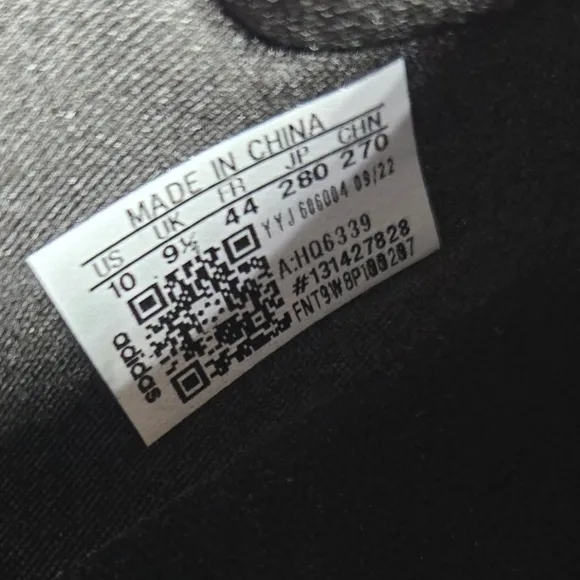 MADE IN CHINA
US UK FR JP CHN
10 9½ 44 280 270
YYJ 606004 09/22
A:HQ6339
#131427828
FNT9W8P100207
adidas